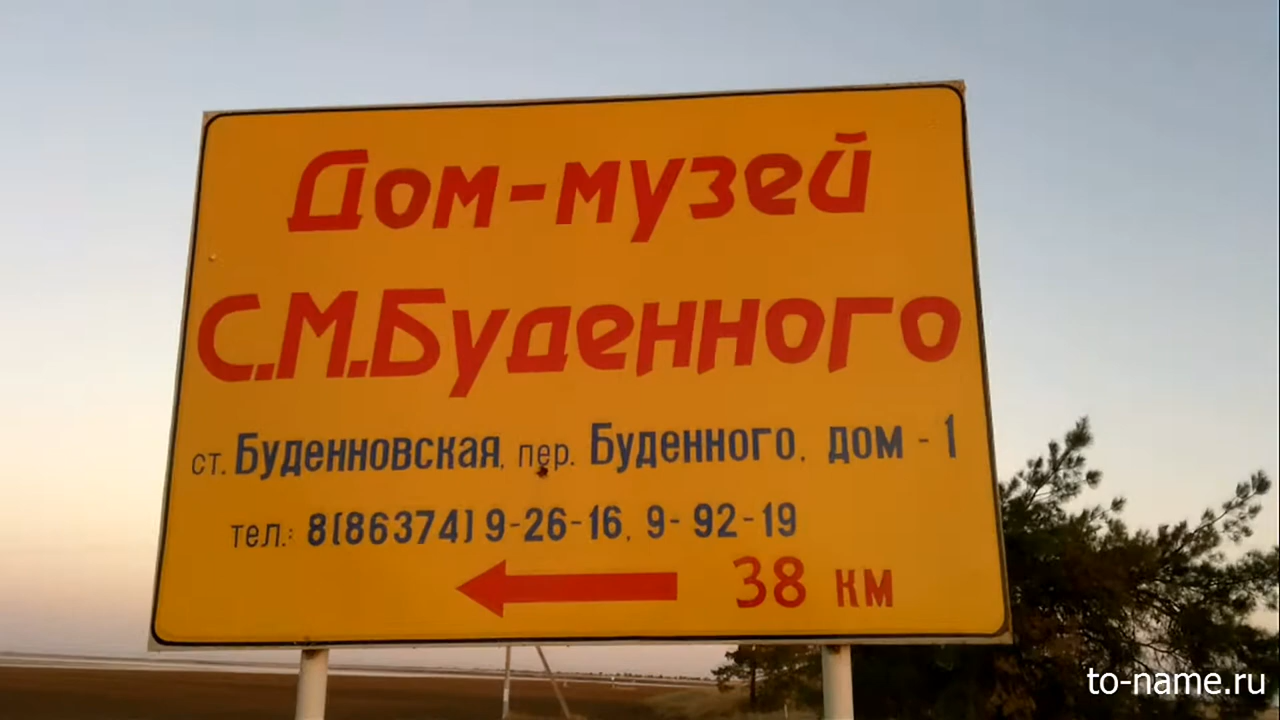 Дом-музей
С.М.Буденного
ст. Буденновская, пер. Буденного, дом - 1
тел.: 8(86374) 9-26-16, 9-92-19
38 км
to-name.ru